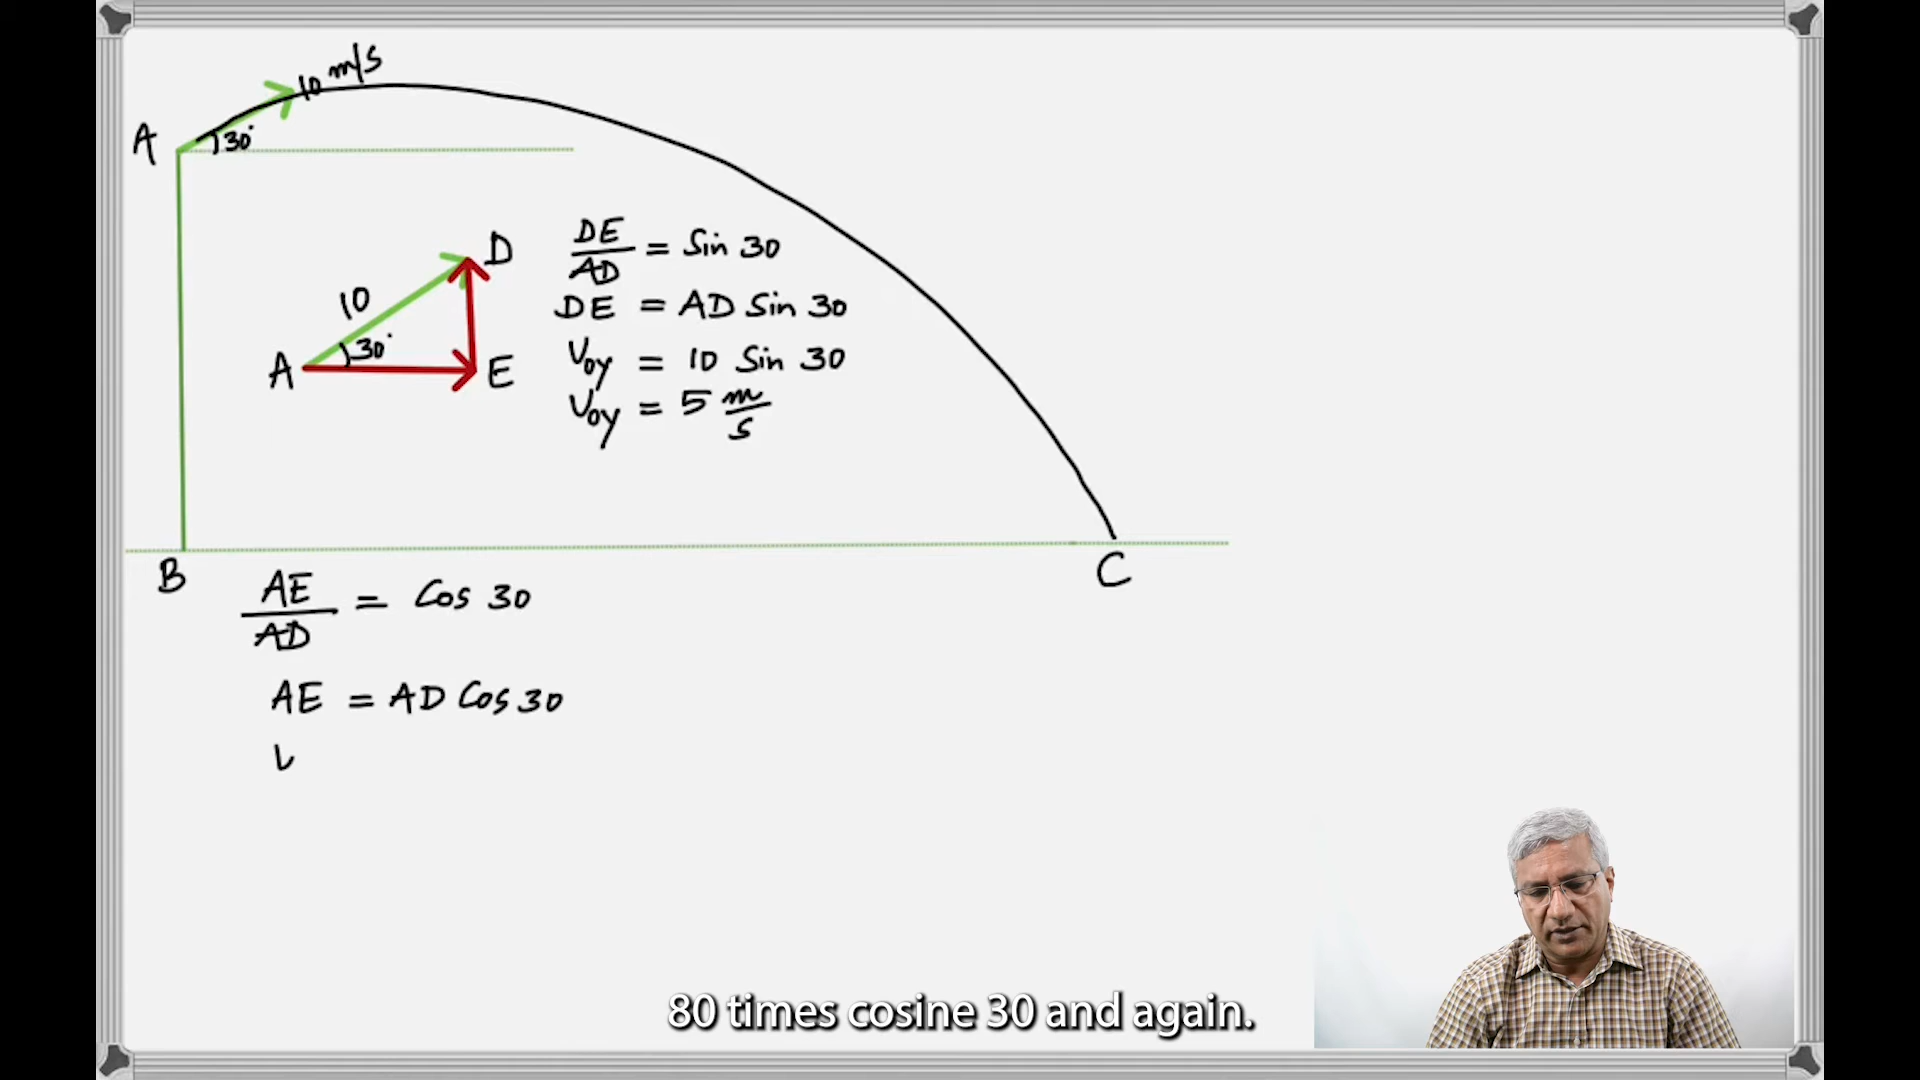 10 m/s
A
30°
D
10
A
30°
E
DE/AD = Sin 30
DE = AD Sin 30
Voy = 10 Sin 30
Voy = 5 m/s
B
C
AE/AD = Cos 30
AE = AD Cos 30
V
80 times cosine 30 and again.